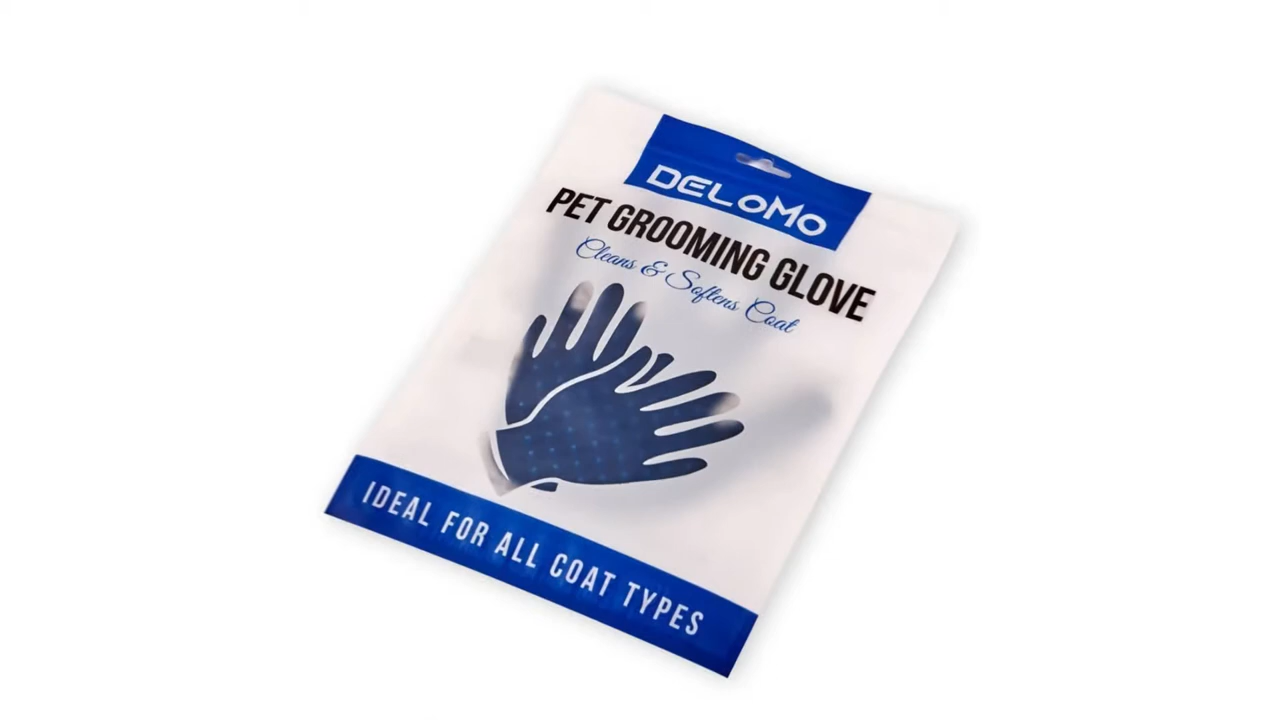 DELOMO
PET GROOMING GLOVE
Cleans & Softens Coat
IDEAL FOR ALL COAT TYPES